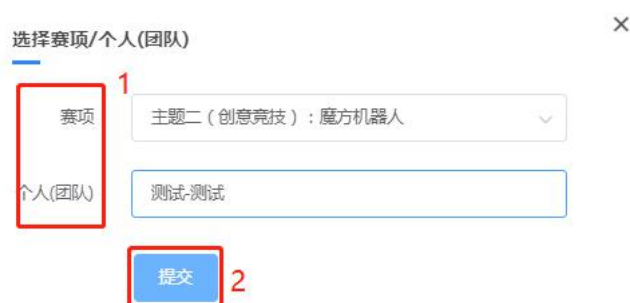 选择赛项/个人(团队)
1
赛项
主题二（创意竞技）：魔方机器人
个人(团队)
测试-测试
提交
2